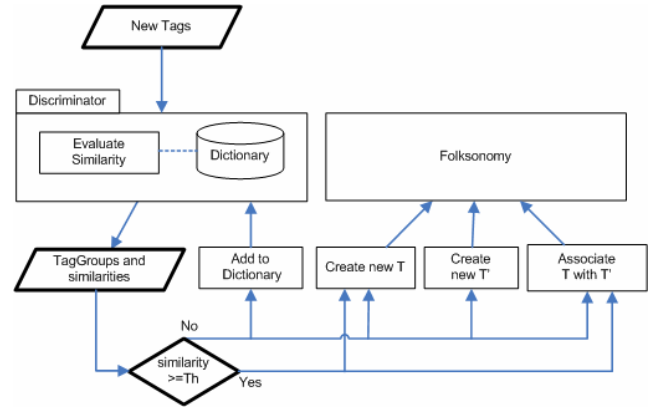 New Tags
Discriminator
Evaluate
Similarity
Dictionary
Folksonomy
TagGroups and
similarities
Add to
Dictionary
Create new T
Create
new T'
Associate
T with T'
No
similarity
>=Th
Yes